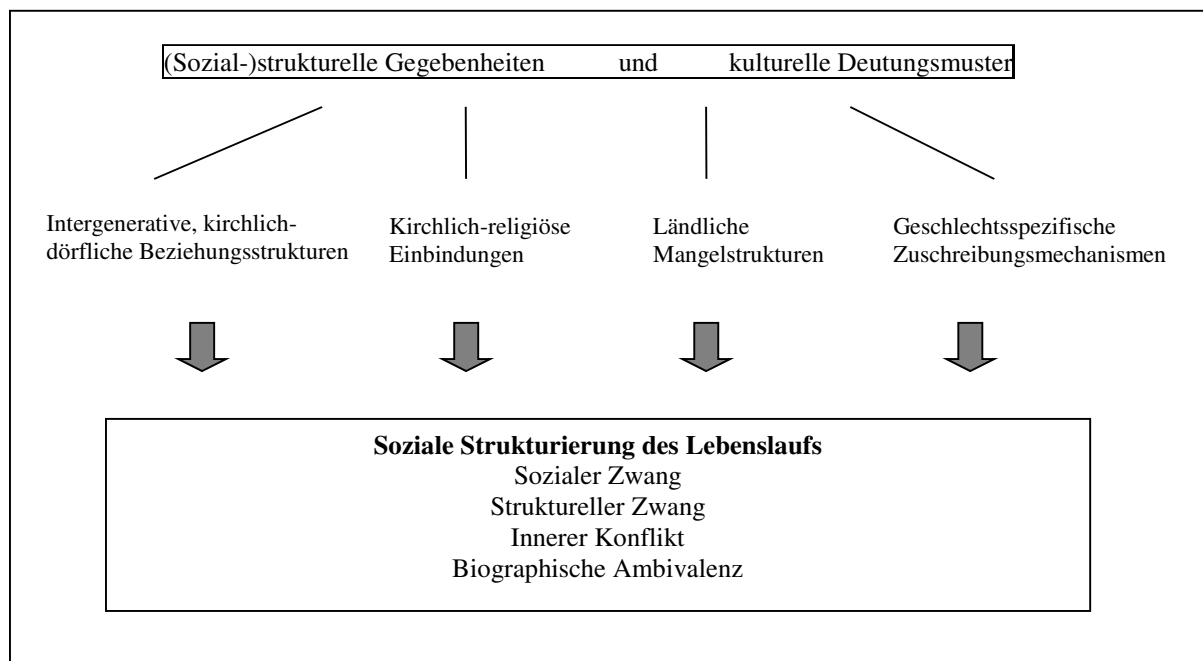 (Sozial-)strukturelle Gegebenheiten und kulturelle Deutungsmuster
Intergenerative, kirchlich-
dörfliche Beziehungsstrukturen
Kirchlich-religiöse
Einbindungen
Ländliche
Mangelstrukturen
Geschlechtsspezifische
Zuschreibungsmechanismen
Soziale Strukturierung des Lebenslaufs
Sozialer Zwang
Struktureller Zwang
Innerer Konflikt
Biographische Ambivalenz